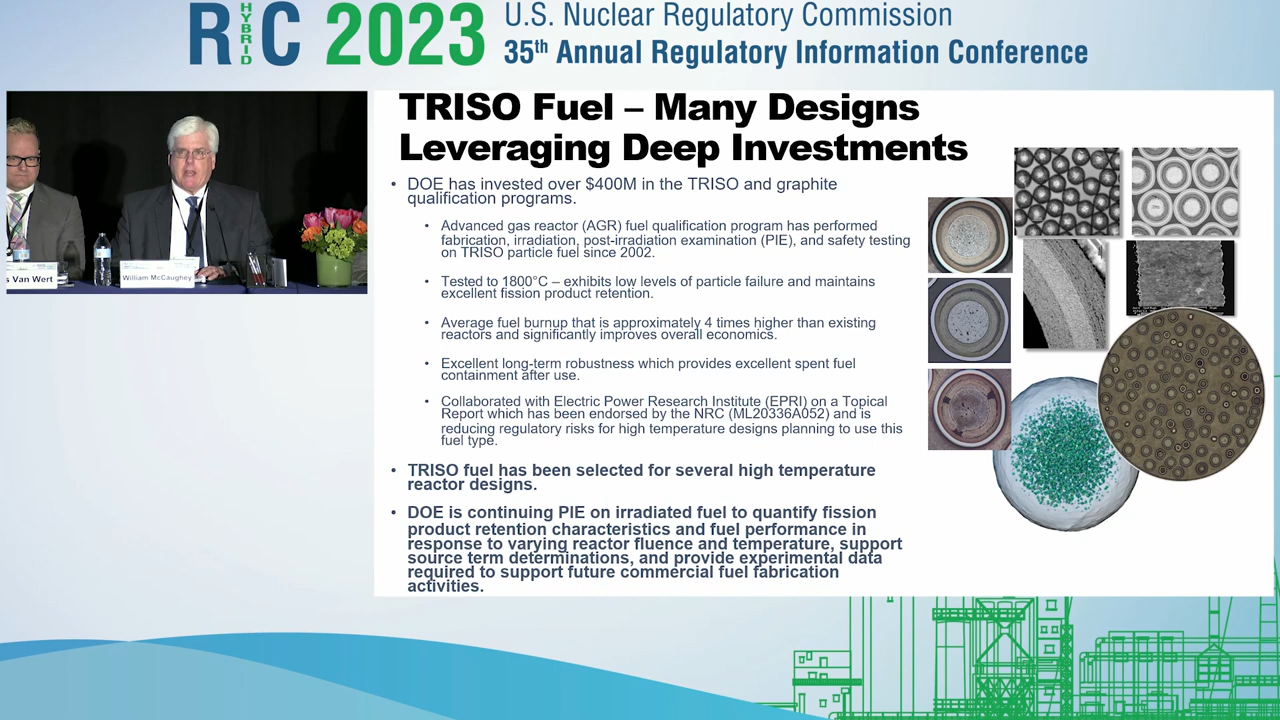 RIC 2023
HYBRID
U.S. Nuclear Regulatory Commission
35th Annual Regulatory Information Conference
s Van Wert
William McCaughey
TRISO Fuel – Many Designs
Leveraging Deep Investments
• DOE has invested over $400M in the TRISO and graphite
qualification programs.
• Advanced gas reactor (AGR) fuel qualification program has performed
fabrication, irradiation, post-irradiation examination (PIE), and safety testing
on TRISO particle fuel since 2002.
• Tested to 1800°C – exhibits low levels of particle failure and maintains
excellent fission product retention.
• Average fuel burnup that is approximately 4 times higher than existing
reactors and significantly improves overall economics.
• Excellent long-term robustness which provides excellent spent fuel
containment after use.
• Collaborated with Electric Power Research Institute (EPRI) on a Topical
Report which has been endorsed by the NRC (ML20336A052) and is
reducing regulatory risks for high temperature designs planning to use this
fuel type.
• TRISO fuel has been selected for several high temperature
reactor designs.
• DOE is continuing PIE on irradiated fuel to quantify fission
product retention characteristics and fuel performance in
response to varying reactor fluence and temperature, support
source term determinations, and provide experimental data
required to support future commercial fuel fabrication
activities.